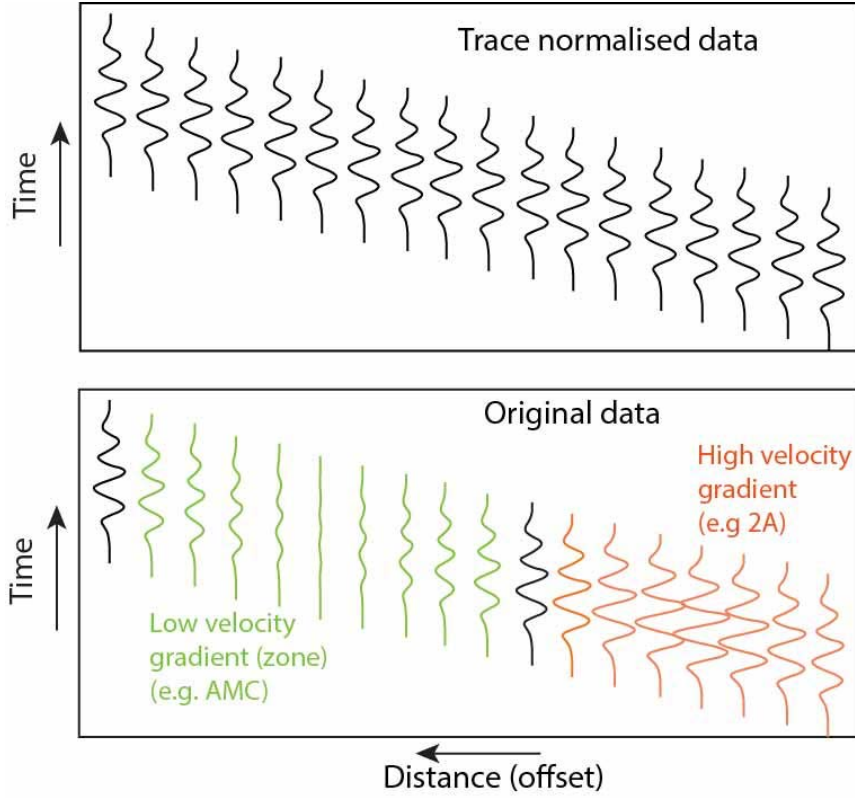 Trace normalised data
Time
Original data
High velocity
gradient
(e.g 2A)
Time
Low velocity
gradient (zone)
(e.g. AMC)
Distance (offset)